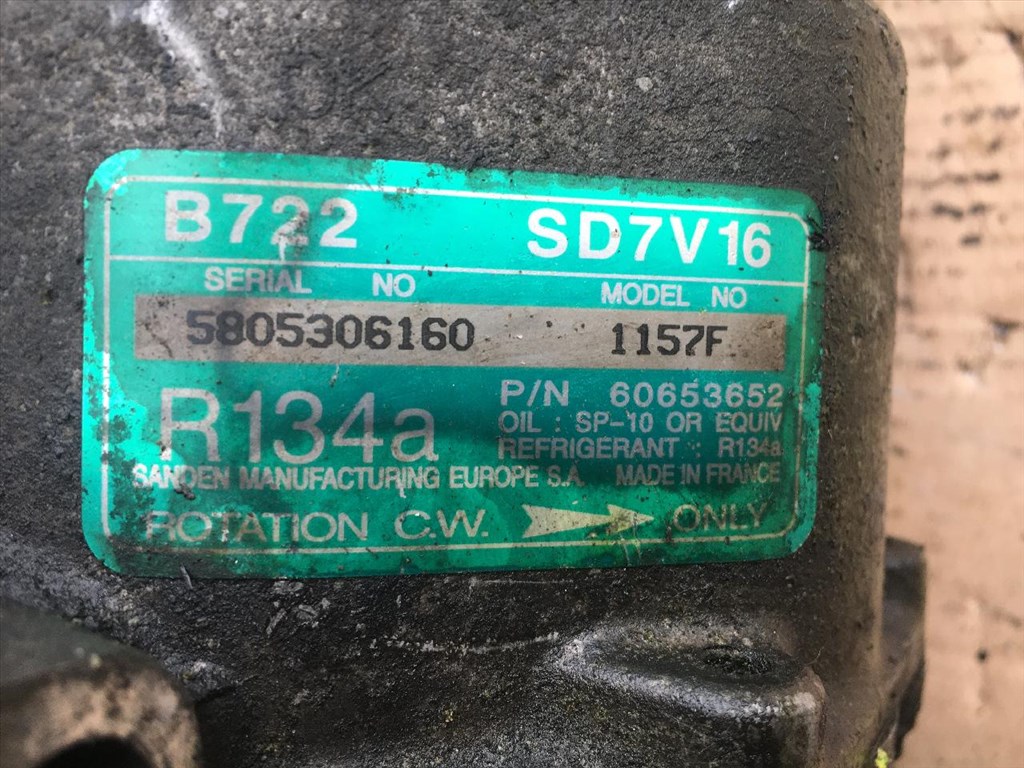 B722 SD7V16
SERIAL NO MODEL NO
5805306160 1157F
R134a
P/N 60653652
OIL : SP-10 OR EQUIV
REFRIGERANT : R134a
SANDEN MANUFACTURING EUROPE S.A. MADE IN FRANCE
ROTATION C.W. ONLY